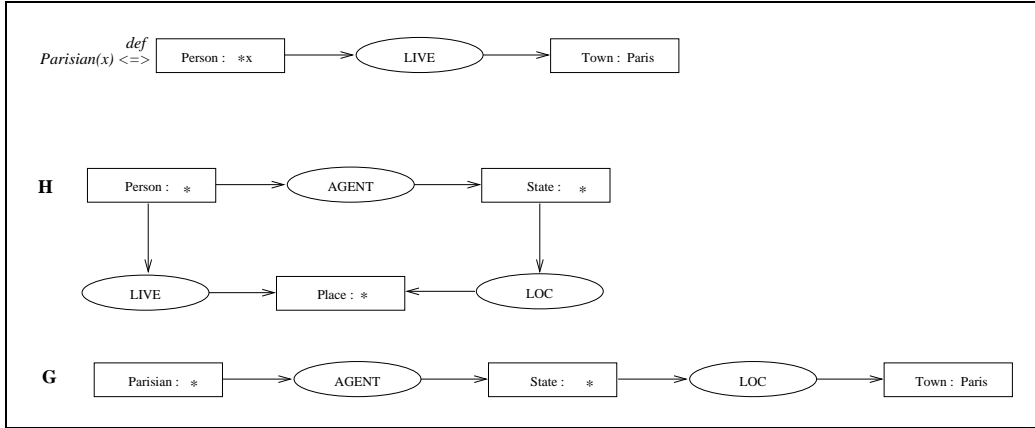 def
Parisian(x) <=> Person : *x LIVE Town : Paris
H Person : * AGENT State : *
LIVE Place : * LOC
G Parisian : * AGENT State : * LOC Town : Paris